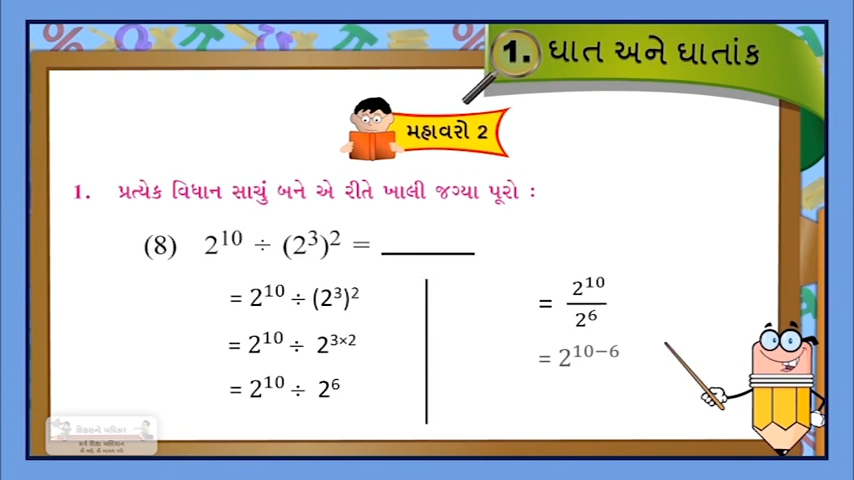 1. ઘાત અને ઘાતાંક
મહાવરો 2
1. પ્રત્યેક વિધાન સાચું બને એ રીતે ખાલી જગ્યા પૂરો :
(8) 2¹⁰ ÷ (2³)² = ______
= 2¹⁰ ÷ (2³)²
= 2¹⁰ ÷ 2³ˣ²
= 2¹⁰ ÷ 2⁶
= 2¹⁰/2⁶
= 2¹⁰⁻⁶